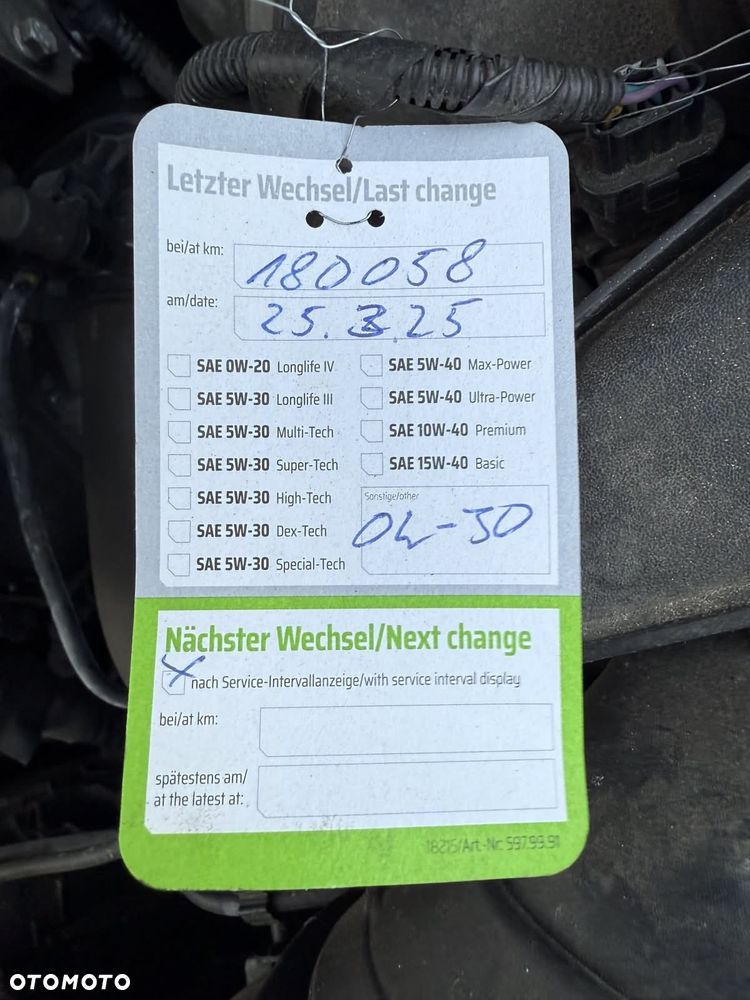 Letzter Wechsel/Last change
bei/at km: 180058
am/date: 25.3.25
SAE 0W-20 Longlife IV
SAE 5W-30 Longlife III
SAE 5W-30 Multi-Tech
SAE 5W-30 Super-Tech
SAE 5W-30 High-Tech
SAE 5W-30 Dex-Tech
SAE 5W-30 Special-Tech
SAE 5W-40 Max-Power
SAE 5W-40 Ultra-Power
SAE 10W-40 Premium
SAE 15W-40 Basic
Sonstige/other
0W-30
Nächster Wechsel/Next change
x nach Service-Intervallanzeige/with service interval display
bei/at km:
spätestens am/
at the latest at:
18215/Art.-Nr. 597.99.91
OTOMOTO